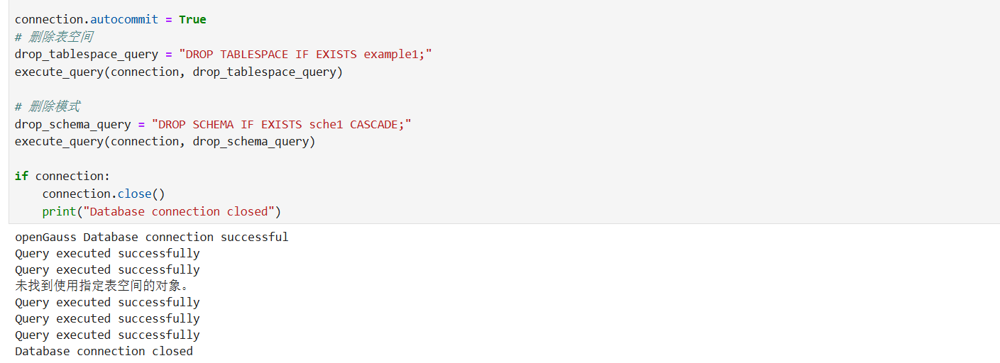 connection.autocommit = True
# 删除表空间
drop_tablespace_query = "DROP TABLESPACE IF EXISTS example1;"
execute_query(connection, drop_tablespace_query)
# 删除模式
drop_schema_query = "DROP SCHEMA IF EXISTS sche1 CASCADE;"
execute_query(connection, drop_schema_query)
if connection:
    connection.close()
    print("Database connection closed")
openGauss Database connection successful
Query executed successfully
Query executed successfully
未找到使用指定表空间的对象。
Query executed successfully
Query executed successfully
Query executed successfully
Database connection closed